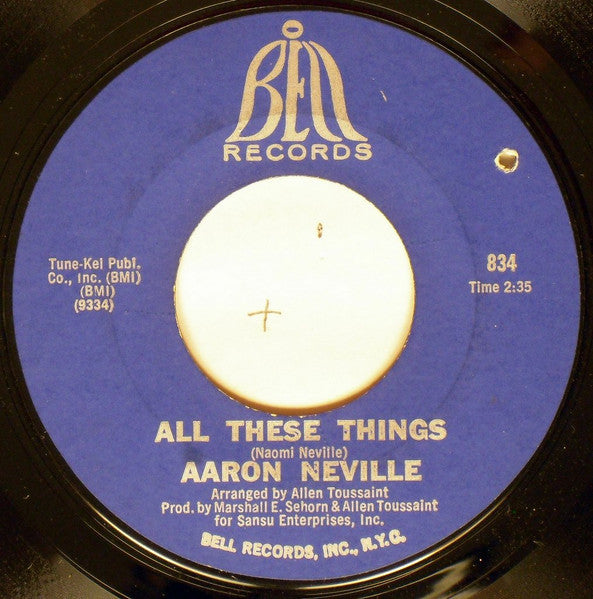 BELL
RECORDS
Tune-Kel Publ.
Co., Inc. (BMI)
(BMI)
(9334)
834
Time 2:35
ALL THESE THINGS
(Naomi Neville)
AARON NEVILLE
Arranged by Allen Toussaint
Prod. by Marshall E. Sehorn & Allen Toussaint
for Sansu Enterprises, Inc.
BELL RECORDS, INC., N.Y.C.